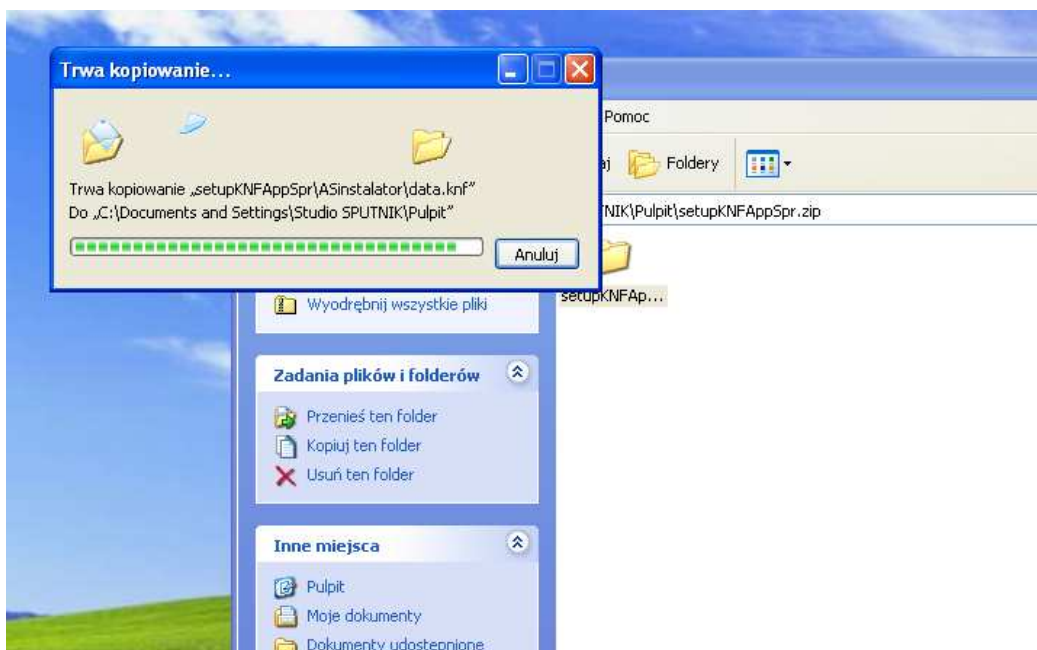 Trwa kopiowanie...
Trwa kopiowanie „setupKNFAppSpr\ASinstalator\data.knf”
Do „C:\Documents and Settings\Studio SPUTNIK\Pulpit”
Anuluj
Pomoc
Foldery
NIK\Pulpit\setupKNFAppSpr.zip
setupKNFAp...
Wyodrębnij wszystkie pliki
Zadania plików i folderów
Przenieś ten folder
Kopiuj ten folder
Usuń ten folder
Inne miejsca
Pulpit
Moje dokumenty
Dokumenty udostępnione